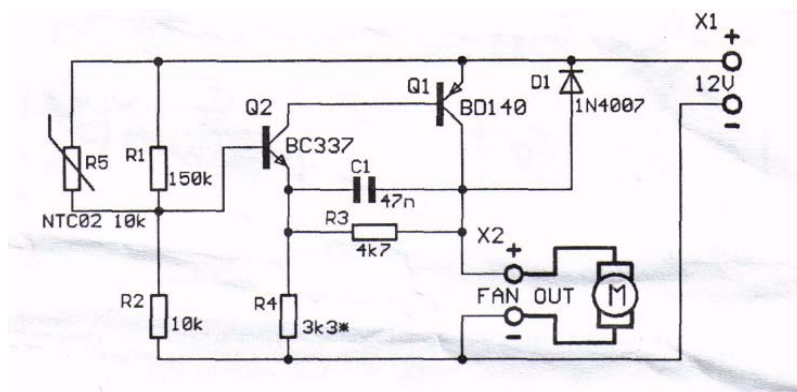 X1
+
12V
-
Q1
BD140
D1
1N4007
Q2
BC337
R5
NTC02 10k
R1
150k
C1
47n
R3
4k7
X2
+
FAN OUT
-
M
R2
10k
R4
3k3*